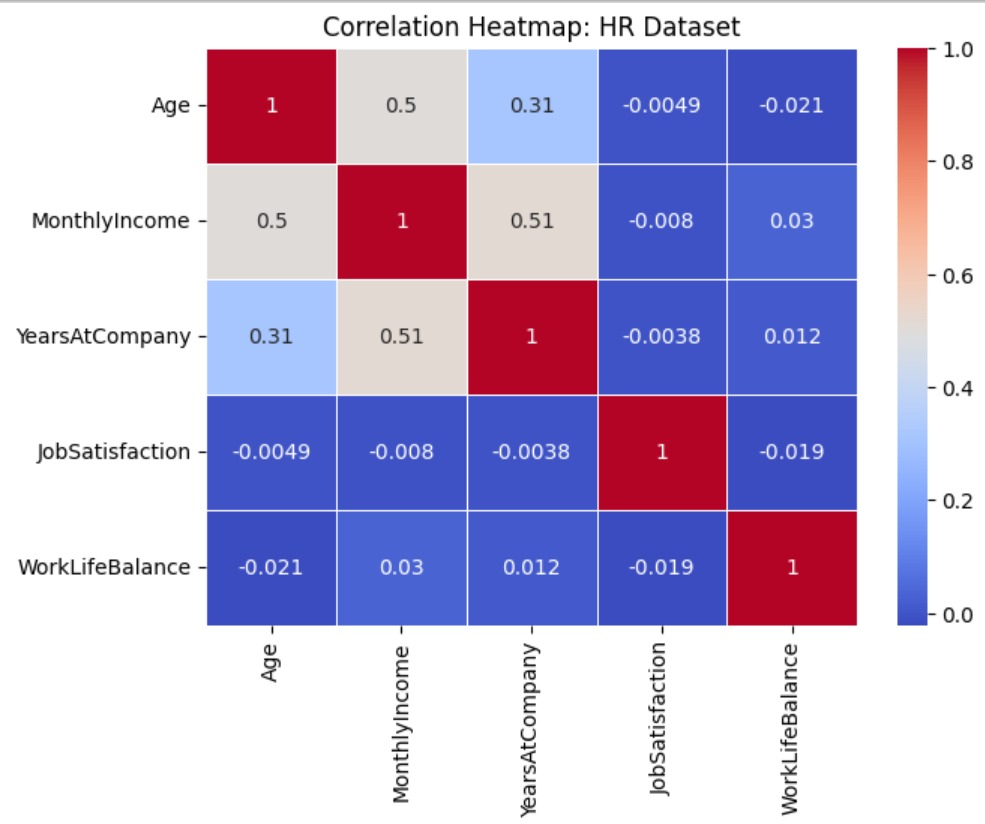 Correlation Heatmap: HR Dataset
Age 1 0.5 0.31 -0.0049 -0.021
MonthlyIncome 0.5 1 0.51 -0.008 0.03
YearsAtCompany 0.31 0.51 1 -0.0038 0.012
JobSatisfaction -0.0049 -0.008 -0.0038 1 -0.019
WorkLifeBalance -0.021 0.03 0.012 -0.019 1
Age
MonthlyIncome
YearsAtCompany
JobSatisfaction
WorkLifeBalance
1.0
0.8
0.6
0.4
0.2
0.0